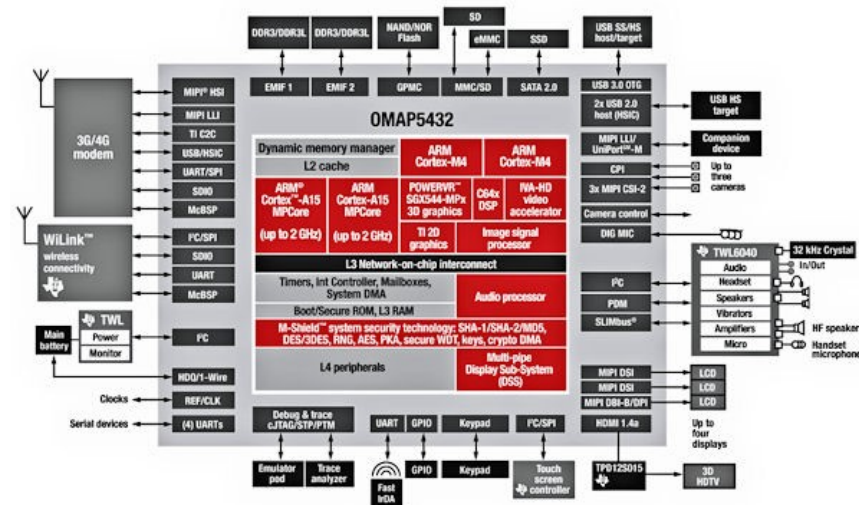 DDR3/DDR3L
DDR3/DDR3L
NAND/NOR
Flash
SD
eMMC
SSD
USB SS/HS
host/target
EMIF 1
EMIF 2
GPMC
MMC/SD
SATA 2.0
USB 3.0 OTG
OMAP5432
3G/4G
modem
MIPI® HSI
MIPI LLI
TI C2C
USB/HSIC
UART/SPI
SDIO
McBSP
WiLink™
wireless
connectivity
I²C/SPI
SDIO
UART
McBSP
TWL
Main
battery
Power
Monitor
I²C
HDQ/1-Wire
Clocks
REF/CLK
Serial devices
(4) UARTs
Dynamic memory manager
L2 cache
ARM
Cortex-M4
ARM
Cortex-M4
ARM®
Cortex™-A15
MPCore
(up to 2 GHz)
ARM
Cortex-A15
MPCore
(up to 2 GHz)
POWERVR™
SGX544-MPx
3D graphics
C64x
DSP
IVA-HD
video
accelerator
TI 2D
graphics
Image signal
processor
L3 Network-on-chip interconnect
Timers, Int Controller, Mailboxes,
System DMA
Boot/Secure ROM, L3 RAM
Audio processor
M-Shield™ system security technology: SHA-1/SHA-2/MD5,
DES/3DES, RNG, AES, PKA, secure WDT, keys, crypto DMA
L4 peripherals
Multi-pipe
Display Sub-System
(DSS)
2x USB 2.0
host (HSIC)
USB HS
target
MIPI LLI/
UniPort™-M
Companion
device
CPI
3x MIPI CSI-2
Up to
three
cameras
Camera control
DIG MIC
I²C
PDM
SLIMbus®
TWL6040
32 kHz Crystal
Audio
In/Out
Headset
Speakers
Vibrators
Amplifiers
HF speaker
Micro
Handset
microphone
MIPI DSI
LCD
MIPI DSI
LCD
MIPI DBI-B/DPI
LCD
HDMI 1.4a
Up to
four
displays
TPD12S015
3D
HDTV
Debug & trace
cJTAG/STP/PTM
UART
GPIO
Keypad
I²C/SPI
Emulator
pod
Trace
analyzer
Fast
IrDA
GPIO
Keypad
Touch
screen
controller